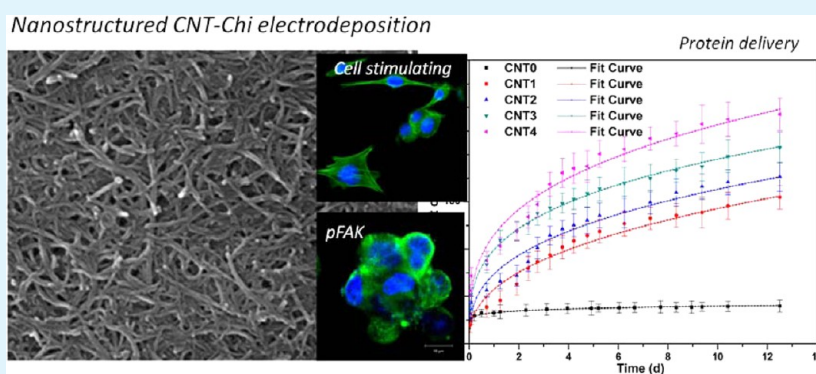 Nanostructured CNT-Chi electrodeposition
Protein delivery
Cell stimulating
pFAK
CNT0 Fit Curve
CNT1 Fit Curve
CNT2 Fit Curve
CNT3 Fit Curve
CNT4 Fit Curve
0 2 4 6 8 10 12 14
Time (d)